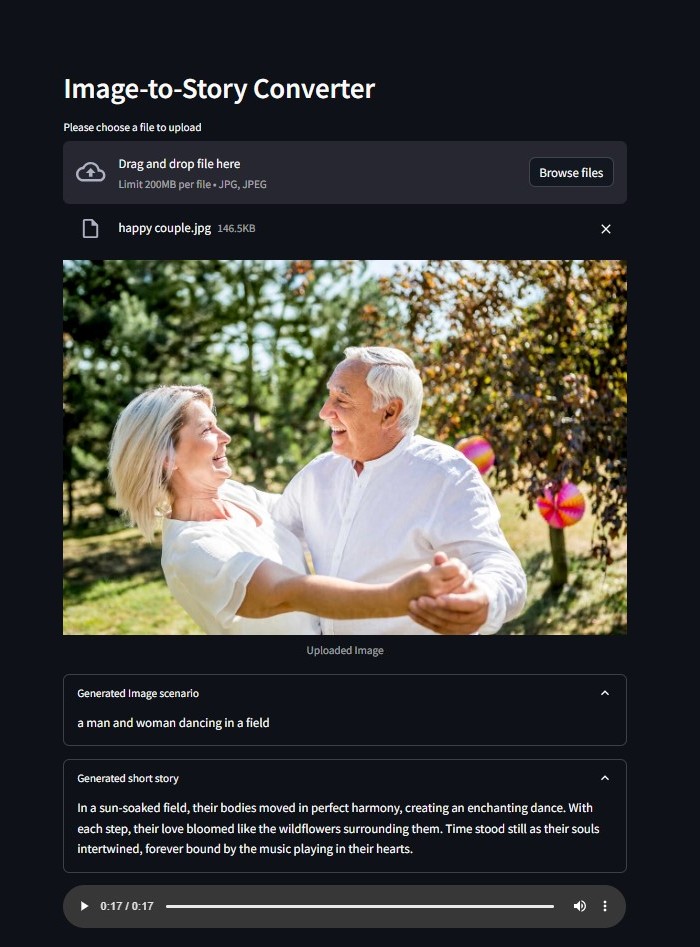 Image-to-Story Converter
Please choose a file to upload
Drag and drop file here
Limit 200MB per file • JPG, JPEG
Browse files
happy couple.jpg 146.5KB
Uploaded Image
Generated Image scenario
a man and woman dancing in a field
Generated short story
In a sun-soaked field, their bodies moved in perfect harmony, creating an enchanting dance. With
each step, their love bloomed like the wildflowers surrounding them. Time stood still as their souls
intertwined, forever bound by the music playing in their hearts.
0:17 / 0:17